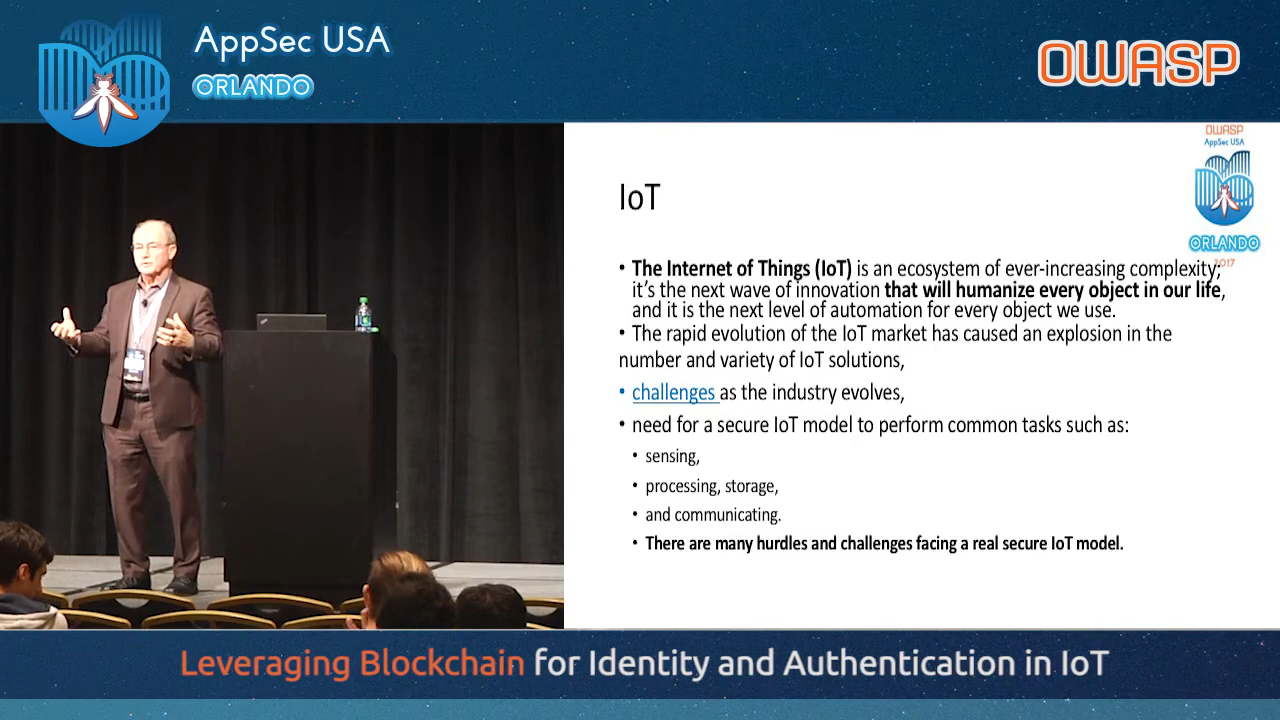 AppSec USA
ORLANDO
OWASP
OWASP
AppSec USA
ORLANDO
2017
IoT
• The Internet of Things (IoT) is an ecosystem of ever-increasing complexity;
it's the next wave of innovation that will humanize every object in our life,
and it is the next level of automation for every object we use.
• The rapid evolution of the IoT market has caused an explosion in the
number and variety of IoT solutions,
• challenges as the industry evolves,
• need for a secure IoT model to perform common tasks such as:
• sensing,
• processing, storage,
• and communicating.
• There are many hurdles and challenges facing a real secure IoT model.
Leveraging Blockchain for Identity and Authentication in IoT